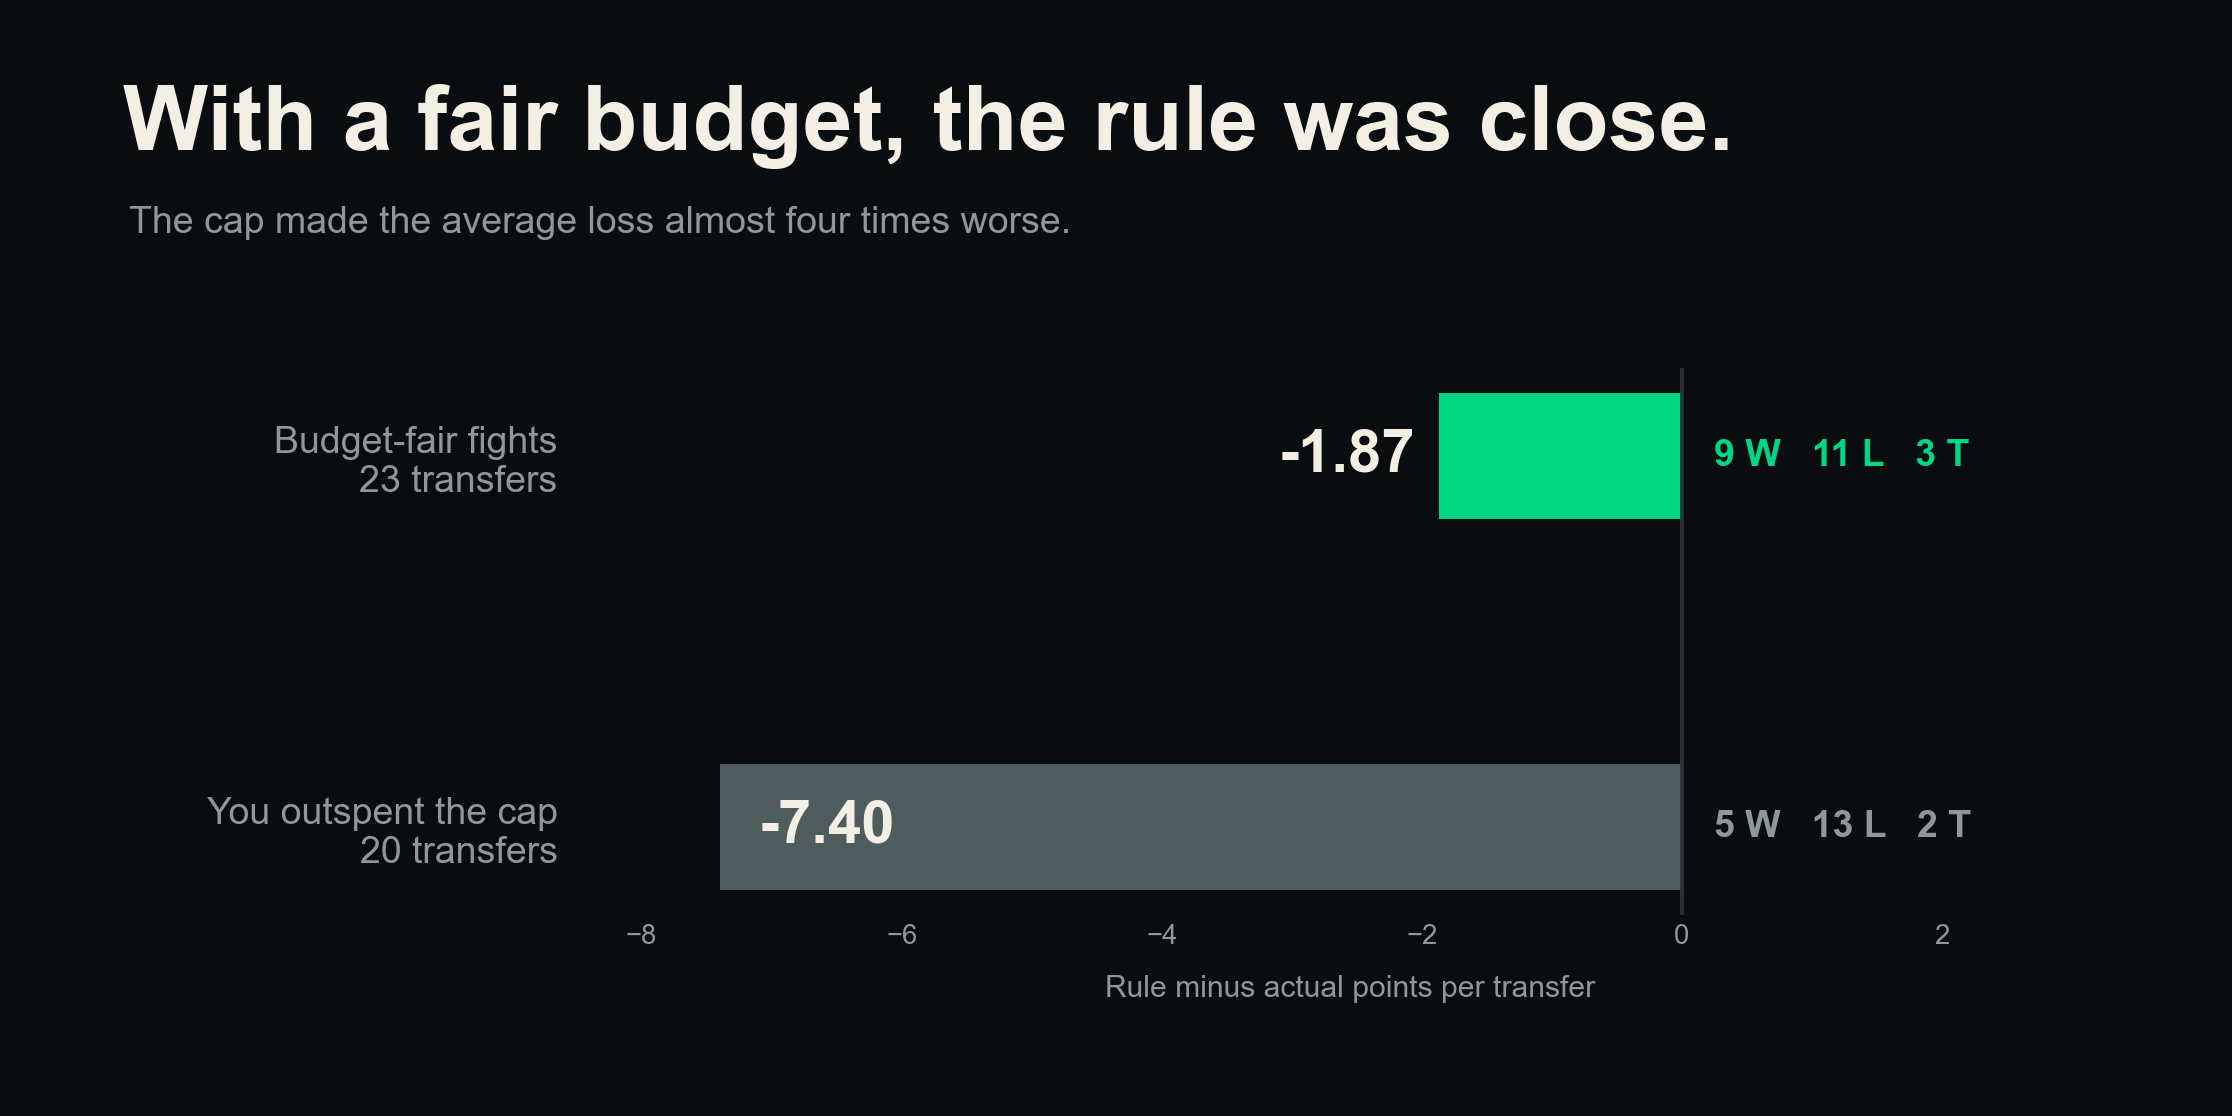 With a fair budget, the rule was close.
The cap made the average loss almost four times worse.
Budget-fair fights
23 transfers
-1.87
9 W 11 L 3 T
You outspent the cap
20 transfers
-7.40
5 W 13 L 2 T
−8 −6 −4 −2 0 2
Rule minus actual points per transfer